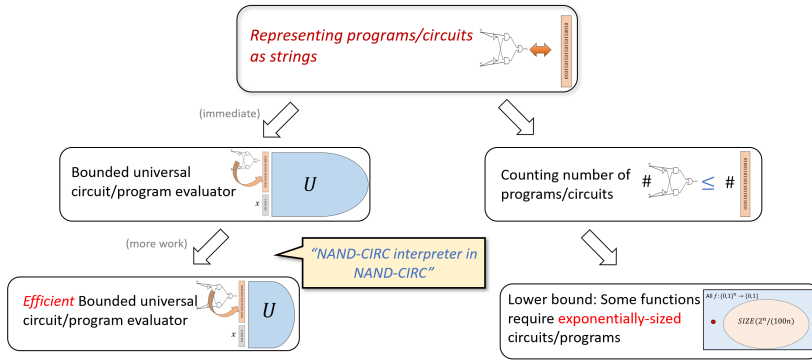 Representing programs/circuits
as strings
(immediate)
Bounded universal
circuit/program evaluator
x
U
Counting number of
programs/circuits
# ≤ #
(more work)
"NAND-CIRC interpreter in
NAND-CIRC"
Efficient Bounded universal
circuit/program evaluator
x
U
Lower bound: Some functions
require exponentially-sized
circuits/programs
All f: {0,1}ⁿ → {0,1}
SIZE(2ⁿ/(100n)